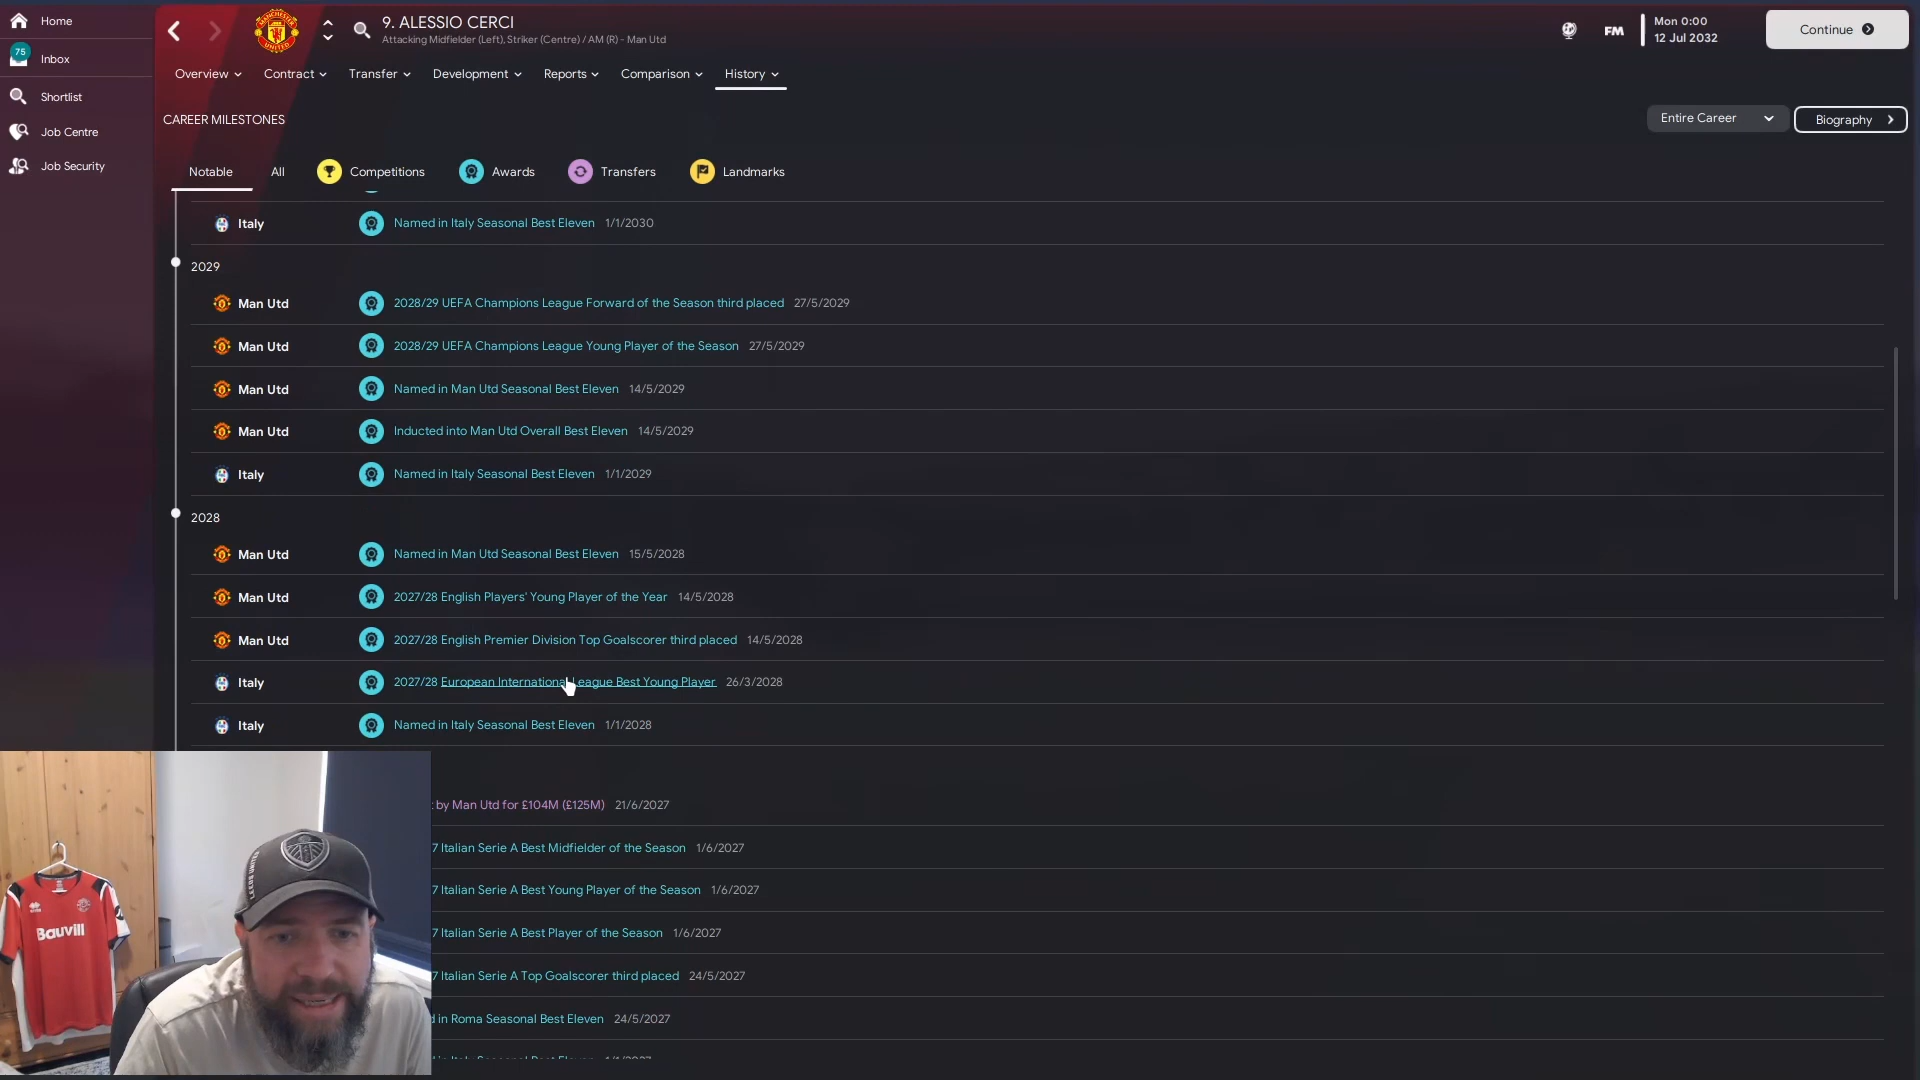 Home
Inbox
75
Shortlist
Job Centre
Job Security
9. ALESSIO CERCI
Attacking Midfielder (Left), Striker (Centre) / AM (R) - Man Utd
FM
Mon 0:00
12 Jul 2032
Continue
Overview
Contract
Transfer
Development
Reports
Comparison
History
CAREER MILESTONES
Entire Career
Biography
Notable
All
Competitions
Awards
Transfers
Landmarks
Italy Named in Italy Seasonal Best Eleven 1/1/2030
2029
Man Utd 2028/29 UEFA Champions League Forward of the Season third placed 27/5/2029
Man Utd 2028/29 UEFA Champions League Young Player of the Season 27/5/2029
Man Utd Named in Man Utd Seasonal Best Eleven 14/5/2029
Man Utd Inducted into Man Utd Overall Best Eleven 14/5/2029
Italy Named in Italy Seasonal Best Eleven 1/1/2029
2028
Man Utd Named in Man Utd Seasonal Best Eleven 15/5/2028
Man Utd 2027/28 English Players' Young Player of the Year 14/5/2028
Man Utd 2027/28 English Premier Division Top Goalscorer third placed 14/5/2028
Italy 2027/28 European International League Best Young Player 26/3/2028
Italy Named in Italy Seasonal Best Eleven 1/1/2028
by Man Utd for £104M (£125M) 21/6/2027
7 Italian Serie A Best Midfielder of the Season 1/6/2027
7 Italian Serie A Best Young Player of the Season 1/6/2027
7 Italian Serie A Best Player of the Season 1/6/2027
7 Italian Serie A Top Goalscorer third placed 24/5/2027
d in Roma Seasonal Best Eleven 24/5/2027
LEEDS UNITED
Bauvill